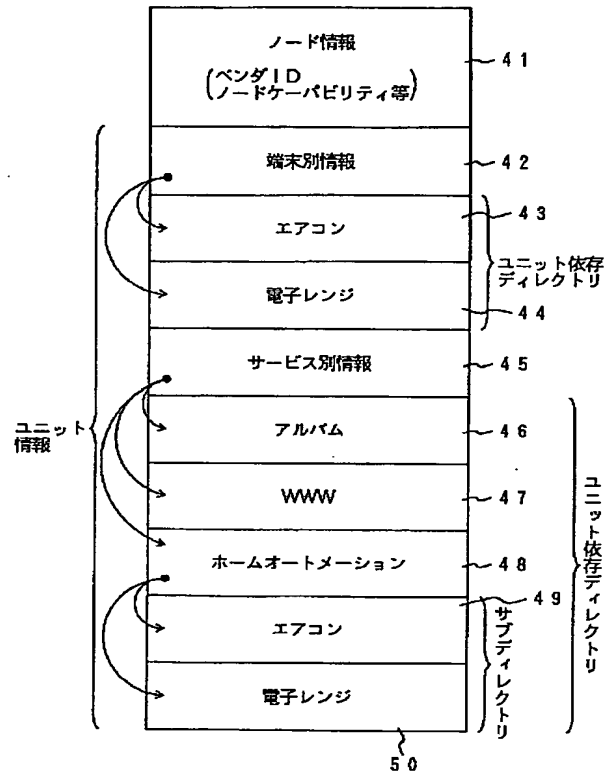 ノード情報
(ベンダID
ノードケーパビリティ等)
41
端末別情報
42
エアコン
43
電子レンジ
44
ユニット依存
ディレクトリ
サービス別情報
45
アルバム
46
WWW
47
ホームオートメーション
48
エアコン
49
電子レンジ
50
ユニット
情報
サブディレクトリ
ユニット依存ディレクトリ